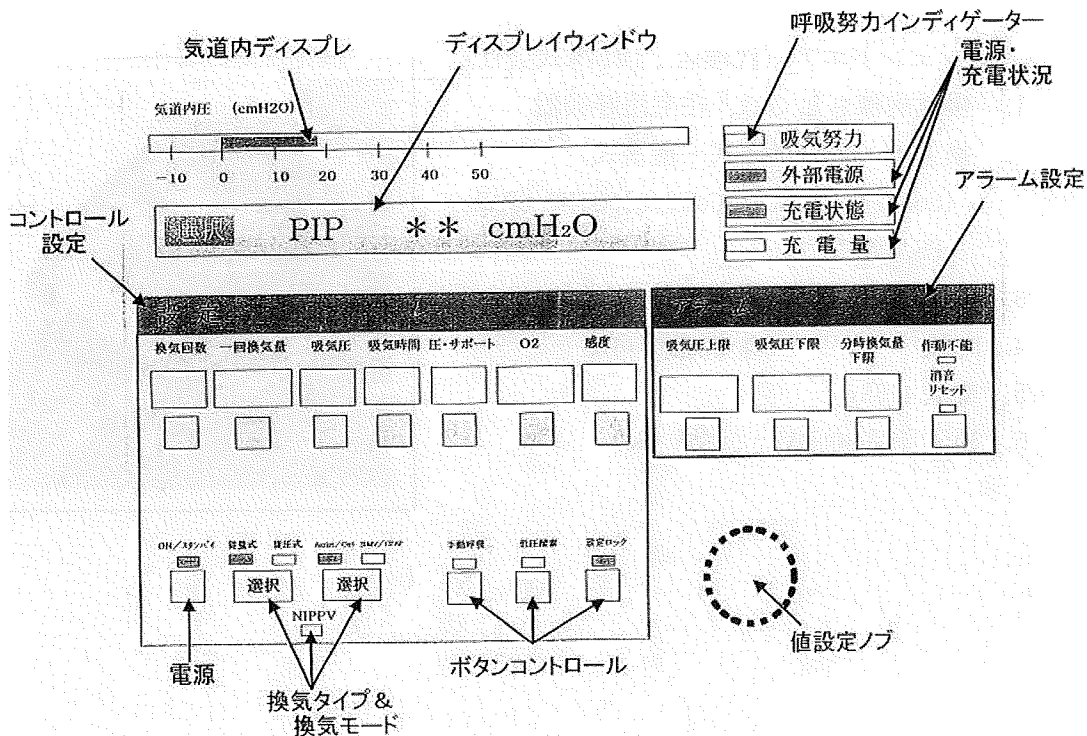 呼吸努力インディゲーター
気道内ディスプレ
ディスプレイウィンドウ
電源・
充電状況
気道内圧 (cmH2O)
-10 0 10 20 30 40 50
吸気努力
外部電源
充電状態
充電量
アラーム設定
コントロール
設定
PIP ** cmH₂O
設定
アラーム
換気回数 一回換気量 吸気圧 吸気時間 圧・サポート O2 感度
吸気圧上限 吸気圧下限 分時換気量
下限
作動不能
消音
リセット
ON/スタンバイ 従量式 従圧式
手動呼吸 低圧酸素 設定ロック
選択 選択
NIPPV
電源
換気タイプ&
換気モード
ボタンコントロール
値設定ノブ